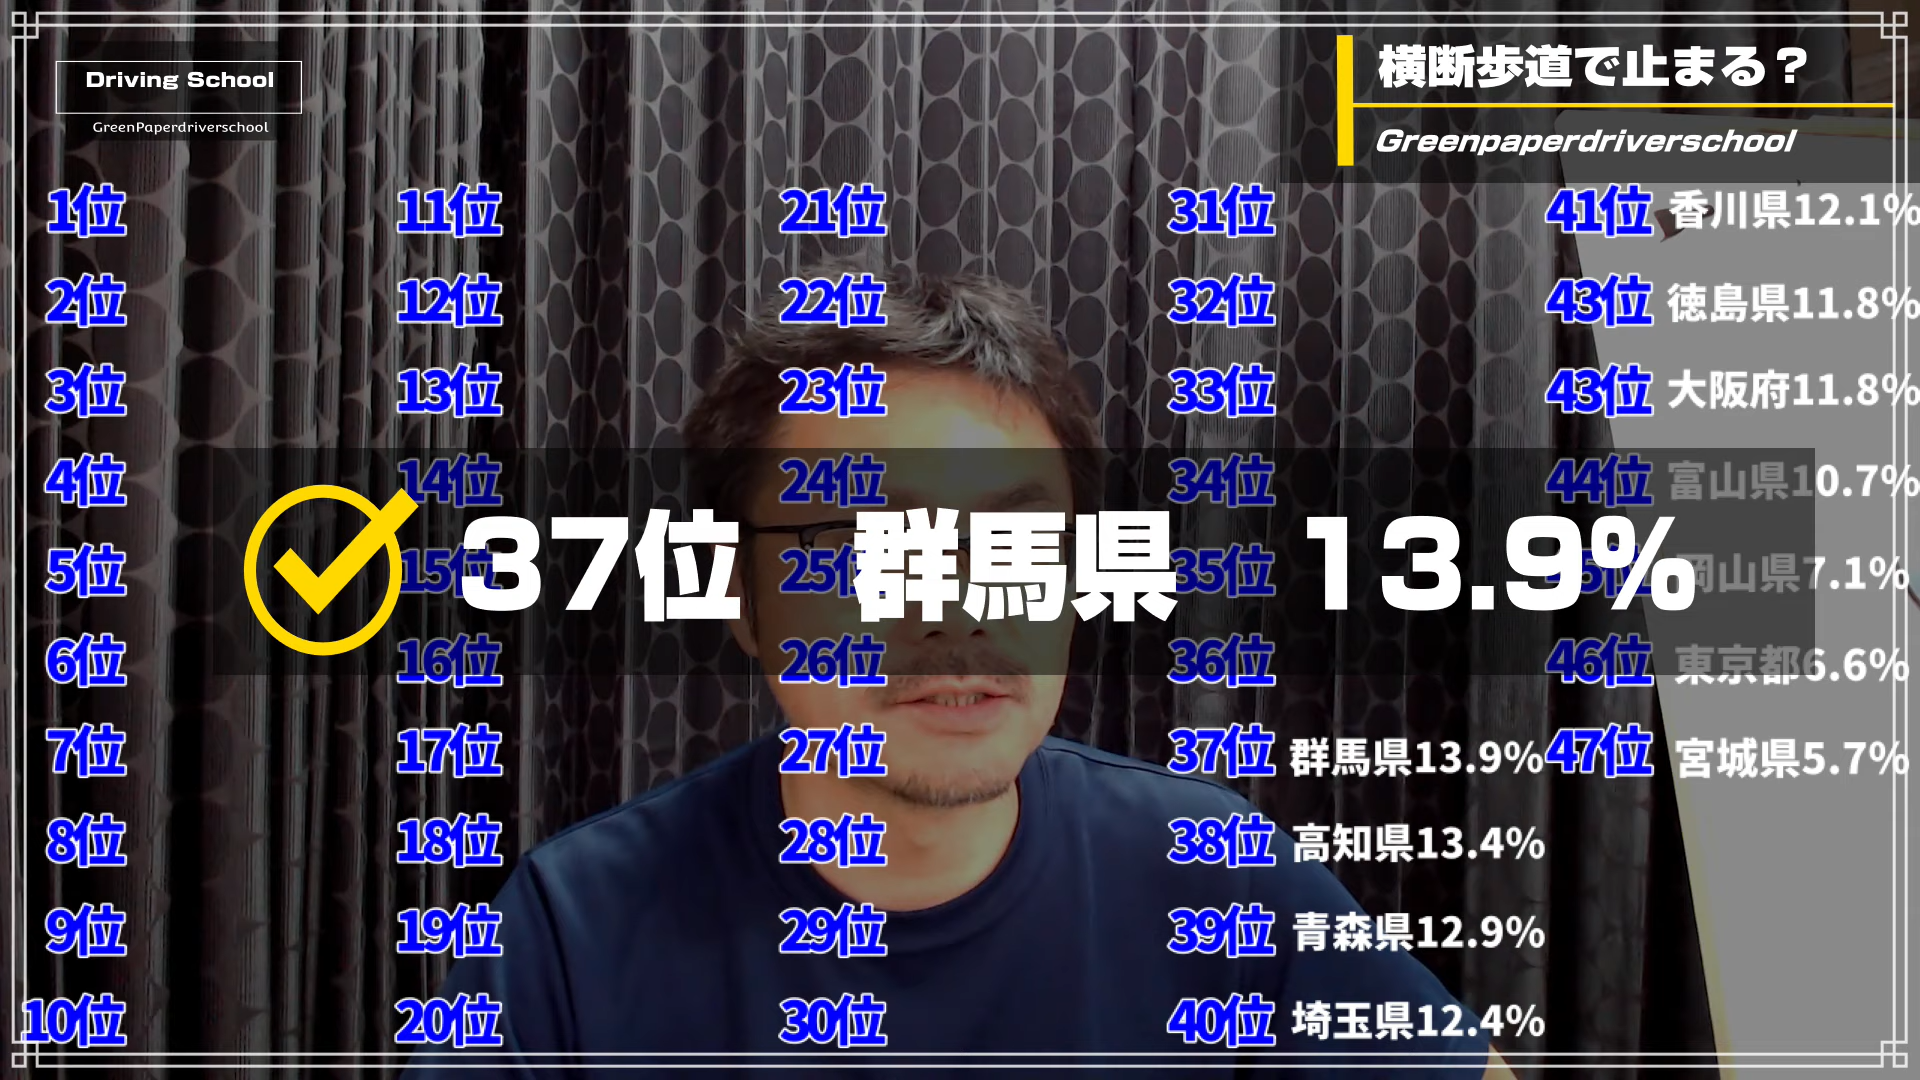 Driving School
GreenPaperdriverschool
横断歩道で止まる？
Greenpaperdriverschool
1位
2位
3位
4位
5位
6位
7位
8位
9位
10位
11位
12位
13位
14位
15位
16位
17位
18位
19位
20位
21位
22位
23位
24位
25位
26位
27位
28位
29位
30位
31位
32位
33位
34位
35位
36位
37位 群馬県13.9%
38位 高知県13.4%
39位 青森県12.9%
40位 埼玉県12.4%
41位 香川県12.1%
43位 徳島県11.8%
43位 大阪府11.8%
44位 富山県10.7%
45位 岡山県7.1%
46位 東京都6.6%
47位 宮城県5.7%
37位 群馬県 13.9%